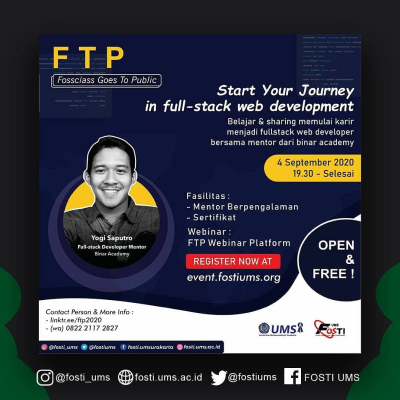 FTP
Fossclass Goes To Public
Start Your Journey
in full-stack web development
Belajar & sharing memulai karir
menjadi fullstack web developer
bersama mentor dari binar academy
4 September 2020
19.30 - Selesai
Fasilitas :
- Mentor Berpengalaman
- Sertifikat
Webinar :
FTP Webinar Platform
REGISTER NOW AT
event.fostiums.org
OPEN
&
FREE !
Yogi Saputro
Full-stack Developer Mentor
Binar Academy
Contact Person & More Info :
- linktr.ee/ftp2020
- (wa) 0822 2117 2827
UMS
UMS
FOSTI
@fosti_ums @fostiums fosti.umsurakarta fosti.ums.ac.id
@fosti_ums fosti.ums.ac.id @fostiums FOSTI UMS